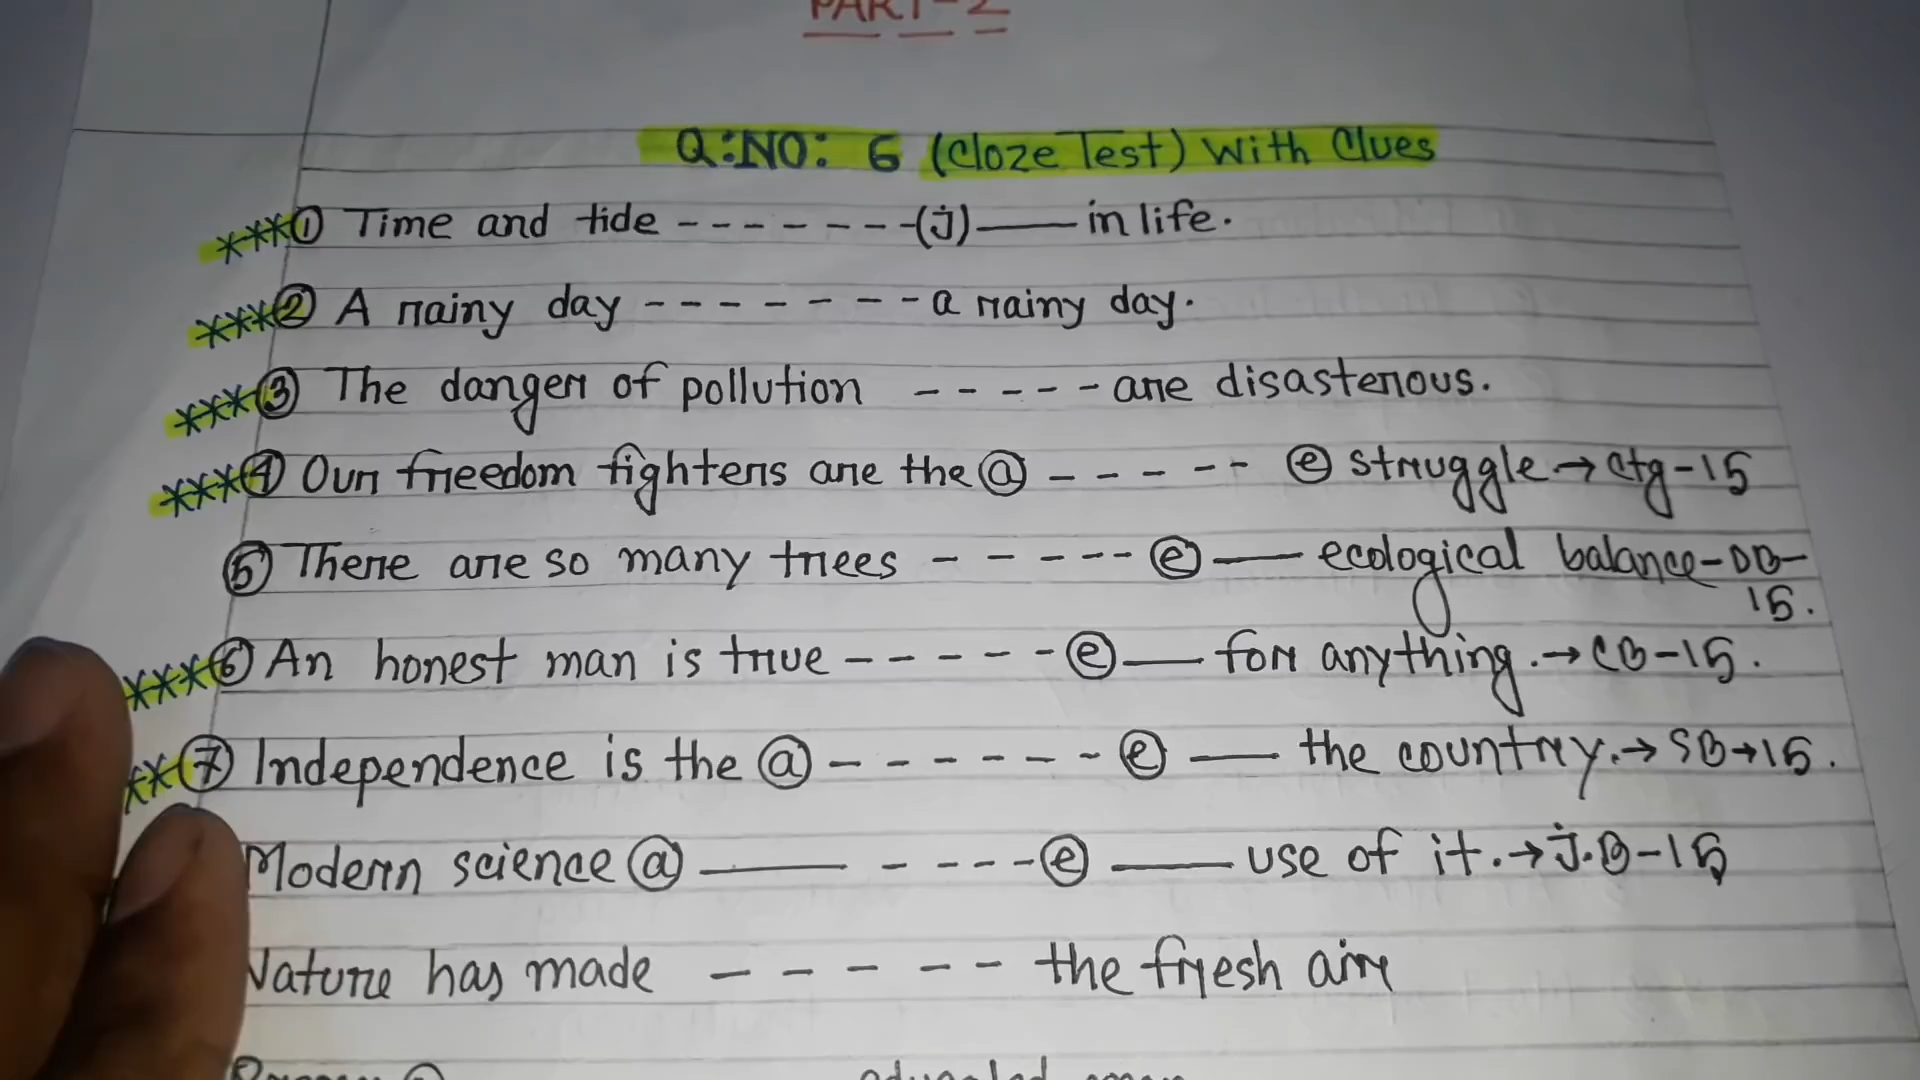 PART-2
Q:NO: 6 (Cloze Test) With Clues
***① Time and tide - - - - - - - -(j)—— in life.
***② A rainy day - - - - - - - - a rainy day.
***③ The danger of pollution - - - - - are disasterous.
***④ Our freedom fighters are the ⓐ - - - - - - ⓔ struggle → Ctg-15
⑤ There are so many trees - - - - - - ⓔ —— ecological balance-DB-
15.
***⑥ An honest man is true - - - - - - ⓔ —— for anything. → CB-15.
**⑦ Independence is the ⓐ - - - - - - - ⓔ —— the country. → SB→15.
Modern science ⓐ —— - - - - - ⓔ —— use of it. → J.B-15
Nature has made - - - - - - the fresh air